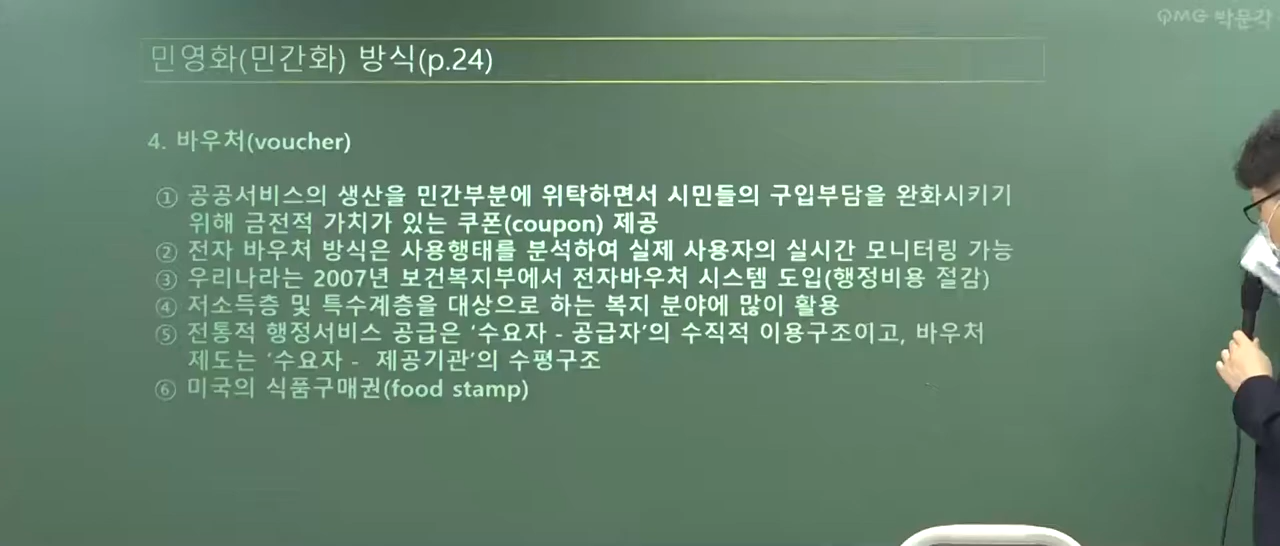 PMG 박문각
민영화(민간화) 방식(p.24)
4. 바우처(voucher)
① 공공서비스의 생산을 민간부분에 위탁하면서 시민들의 구입부담을 완화시키기
위해 금전적 가치가 있는 쿠폰(coupon) 제공
② 전자 바우처 방식은 사용행태를 분석하여 실제 사용자의 실시간 모니터링 가능
③ 우리나라는 2007년 보건복지부에서 전자바우처 시스템 도입(행정비용 절감)
④ 저소득층 및 특수계층을 대상으로 하는 복지 분야에 많이 활용
⑤ 전통적 행정서비스 공급은 ‘수요자 - 공급자’의 수직적 이용구조이고, 바우처
제도는 ‘수요자 - 제공기관’의 수평구조
⑥ 미국의 식품구매권(food stamp)